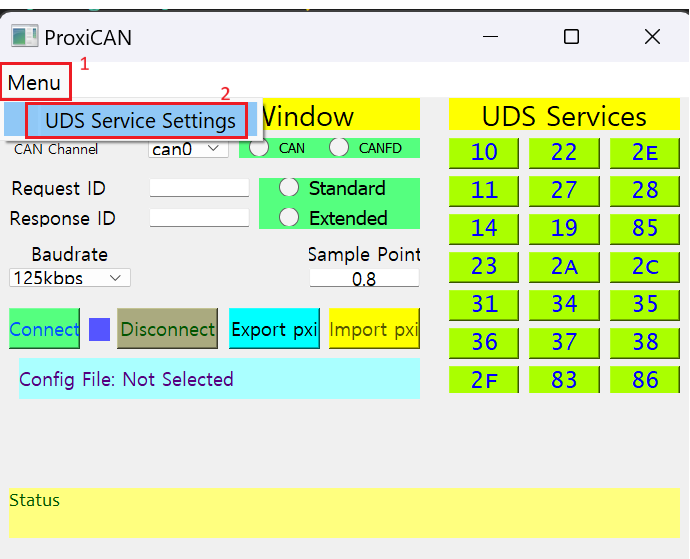 ProxiCAN
1
Menu
2
UDS Service Settings
Window
UDS Services
CAN Channel can0 CAN CANFD
10 22 2E
Request ID Standard
11 27 28
Response ID Extended
14 19 85
Baudrate Sample Point
23 2A 2C
125kbps 0.8
31 34 35
Connect Disconnect Export pxi Import pxi
36 37 38
Config File: Not Selected
2F 83 86
Status